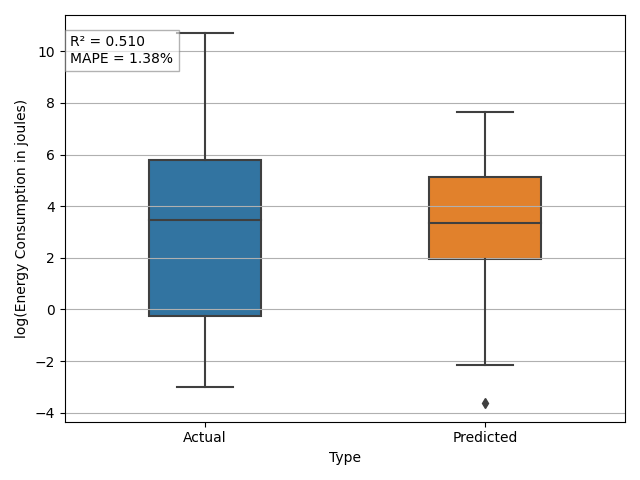 R² = 0.510
MAPE = 1.38%
10
8
6
4
2
0
−2
−4
log(Energy Consumption in joules)
Actual
Predicted
Type